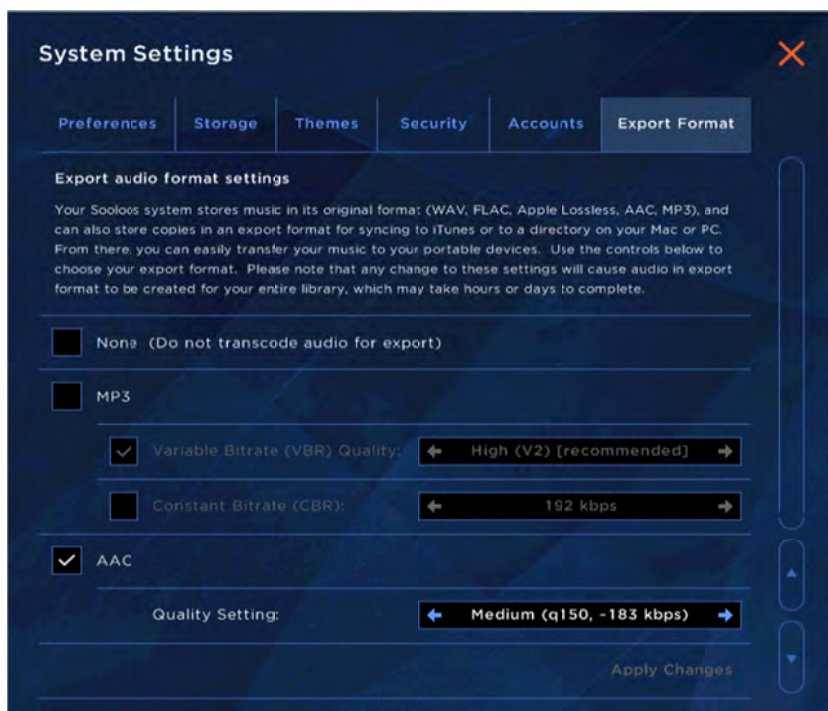 System Settings
Preferences Storage Themes Security Accounts Export Format
Export audio format settings
Your Sooloos system stores music in its original format (WAV, FLAC, Apple Lossless, AAC, MP3), and
can also store copies in an export format for syncing to iTunes or to a directory on your Mac or PC.
From there, you can easily transfer your music to your portable devices. Use the controls below to
choose your export format. Please note that any change to these settings will cause audio in export
format to be created for your entire library, which may take hours or days to complete.
None (Do not transcode audio for export)
MP3
Variable Bitrate (VBR) Quality: High (V2) [recommended]
Constant Bitrate (CBR): 192 kbps
AAC
Quality Setting: Medium (q150, ~183 kbps)
Apply Changes